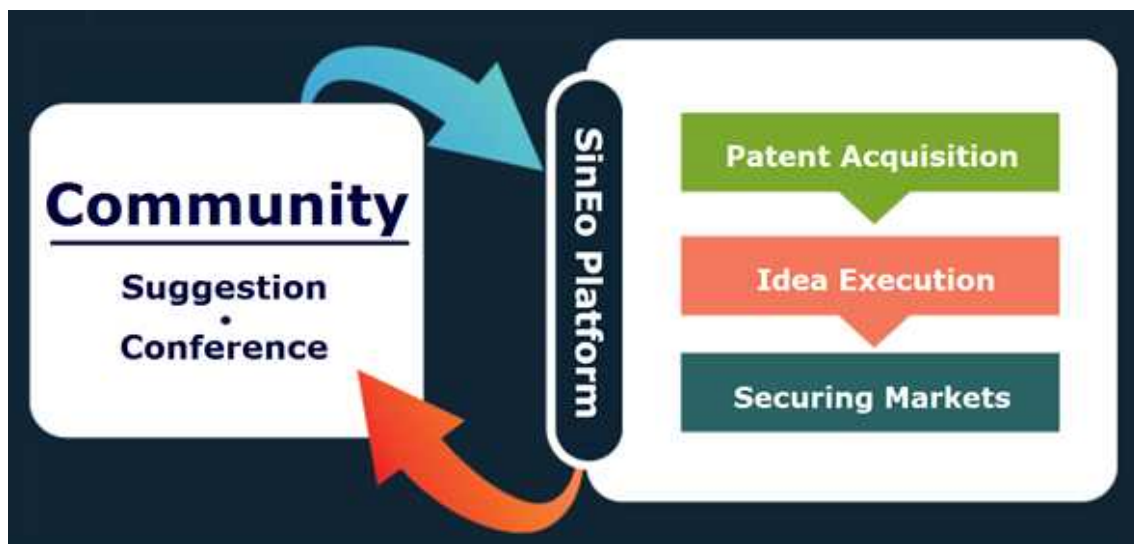 Community
Suggestion
•
Conference
SinEo Platform
Patent Acquisition
Idea Execution
Securing Markets